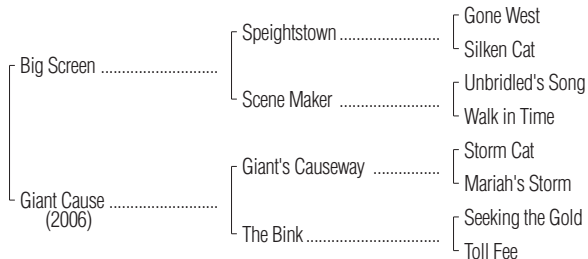 Gone West
Speightstown ........................
Silken Cat
Big Screen ............................
Unbridled's Song
Scene Maker ........................
Walk in Time
Storm Cat
Giant's Causeway ................
Mariah's Storm
Giant Cause ..........................
(2006)
Seeking the Gold
The Bink ................................
Toll Fee